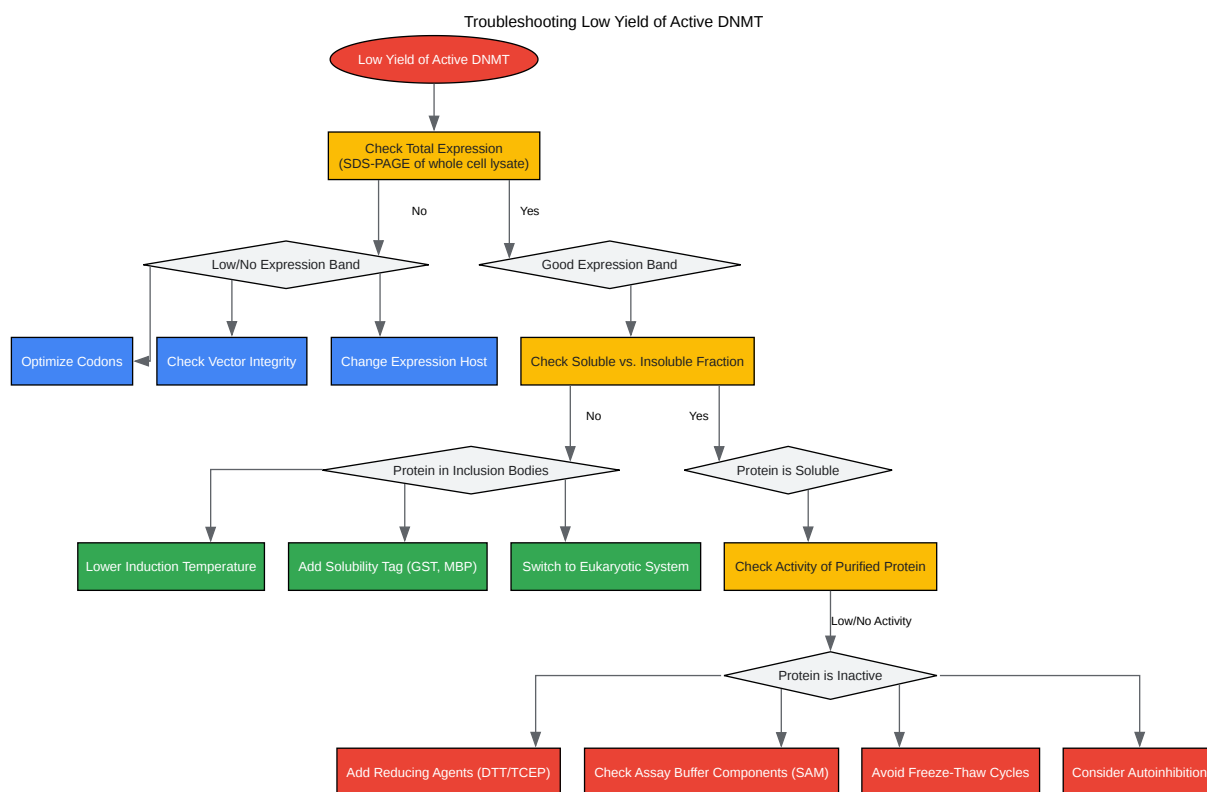 Troubleshooting Low Yield of Active DNMT
Low Yield of Active DNMT
Check Total Expression
(SDS-PAGE of whole cell lysate)
No
Yes
Low/No Expression Band
Good Expression Band
Optimize Codons
Check Vector Integrity
Change Expression Host
Check Soluble vs. Insoluble Fraction
No
Yes
Protein in Inclusion Bodies
Protein is Soluble
Lower Induction Temperature
Add Solubility Tag (GST, MBP)
Switch to Eukaryotic System
Check Activity of Purified Protein
Low/No Activity
Protein is Inactive
Add Reducing Agents (DTT/TCEP)
Check Assay Buffer Components (SAM)
Avoid Freeze-Thaw Cycles
Consider Autoinhibition